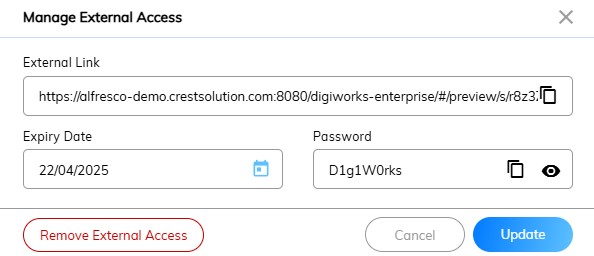 Manage External Access
External Link
https://alfresco-demo.crestsolution.com:8080/digiworks-enterprise/#/preview/s/r8z3
Expiry Date
Password
22/04/2025
D1g1W0rks
Remove External Access
Cancel
Update